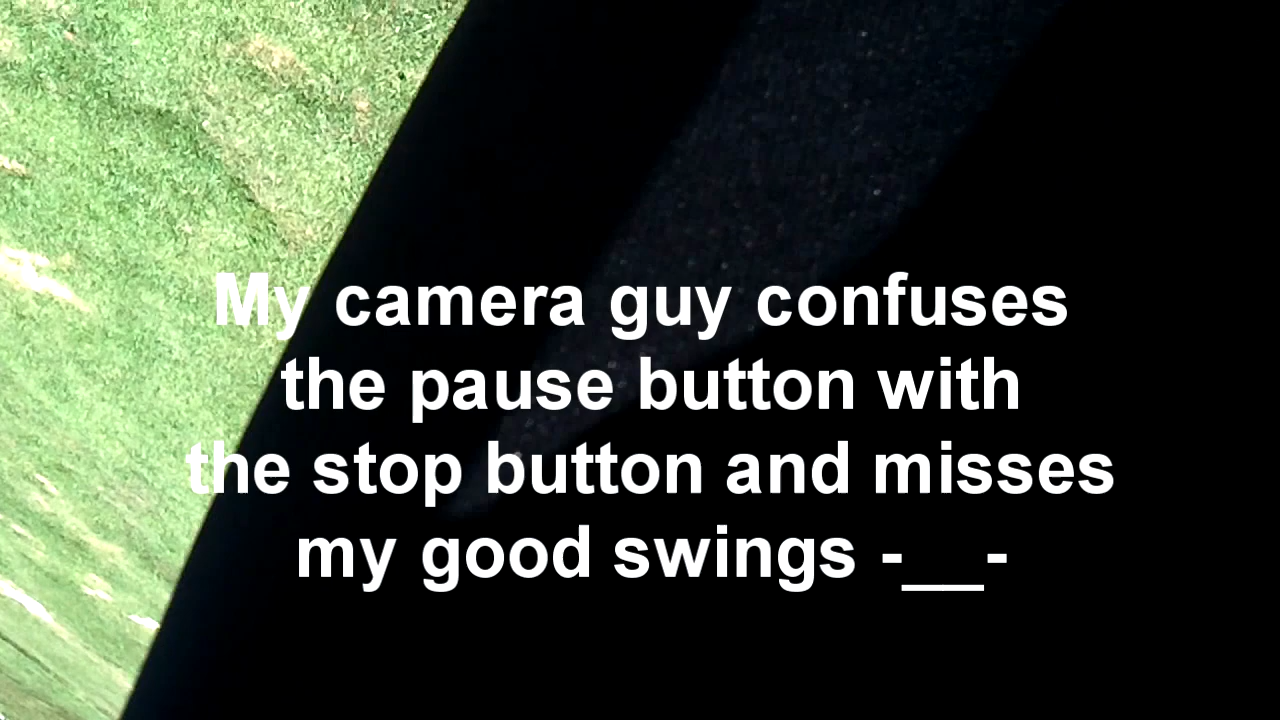 My camera guy confuses
the pause button with
the stop button and misses
my good swings -__-